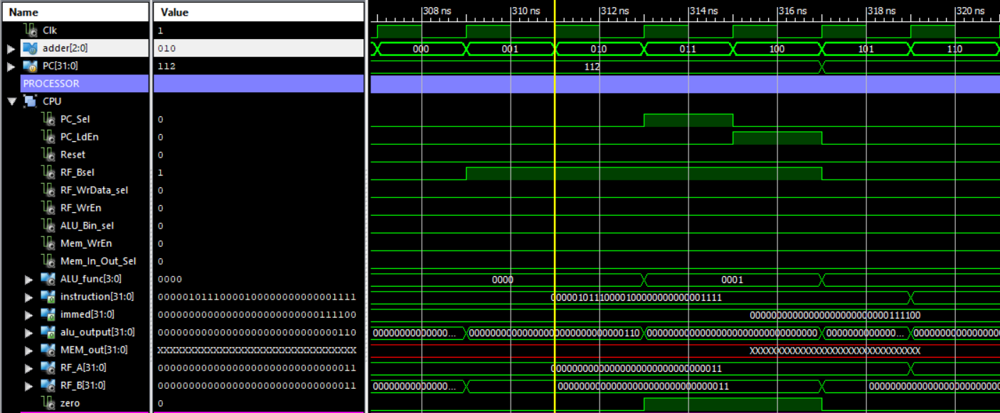 Name Value 308 ns 310 ns 312 ns 314 ns 316 ns 318 ns 320 ns
Clk 1
adder[2:0] 010 000 001 010 011 100 101 110
PC[31:0] 112 112
PROCESSOR
CPU
PC_Sel 0
PC_LdEn 0
Reset 0
RF_Bsel 1
RF_WrData_sel 0
RF_WrEn 0
ALU_Bin_sel 0
Mem_WrEn 0
Mem_In_Out_Sel 0
ALU_func[3:0] 0000 0000 0001
instruction[31:0] 00000101110000100000000000001111 00000101110000100000000000001111
immed[31:0] 00000000000000000000000000111100 00000000000000000000000000111100
alu_output[31:0] 00000000000000000000000000000110 00000000000000... 00000000000000000000000000000110 00000000000000000000000000000000 0000000000000...
MEM_out[31:0] XXXXXXXXXXXXXXXXXXXXXXXXXXXXXXXX XXXXXXXXXXXXXXXXXXXXXXXXXXXXXXXX
RF_A[31:0] 00000000000000000000000000000011 00000000000000000000000000000011
RF_B[31:0] 00000000000000000000000000000011 00000000000000... 00000000000000000000000000000011
zero 0